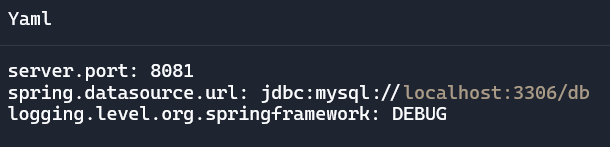 Yaml
server.port: 8081
spring.datasource.url: jdbc:mysql://localhost:3306/db
logging.level.org.springframework: DEBUG